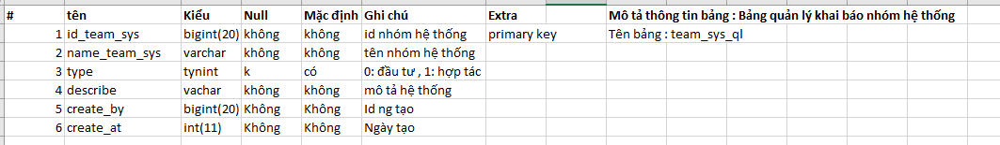 # tên Kiểu Null Mặc định Ghi chú Extra Mô tả thông tin bảng : Bảng quản lý khai báo nhóm hệ thống
1 id_team_sys bigint(20) không không id nhóm hệ thống primary key Tên bảng : team_sys_ql
2 name_team_sys varchar không không tên nhóm hệ thống
3 type tynint k có 0: đầu tư , 1: hợp tác
4 describe vachar không không mô tả hệ thống
5 create_by bigint(20) Không Không Id ng tạo
6 create_at int(11) Không Không Ngày tạo